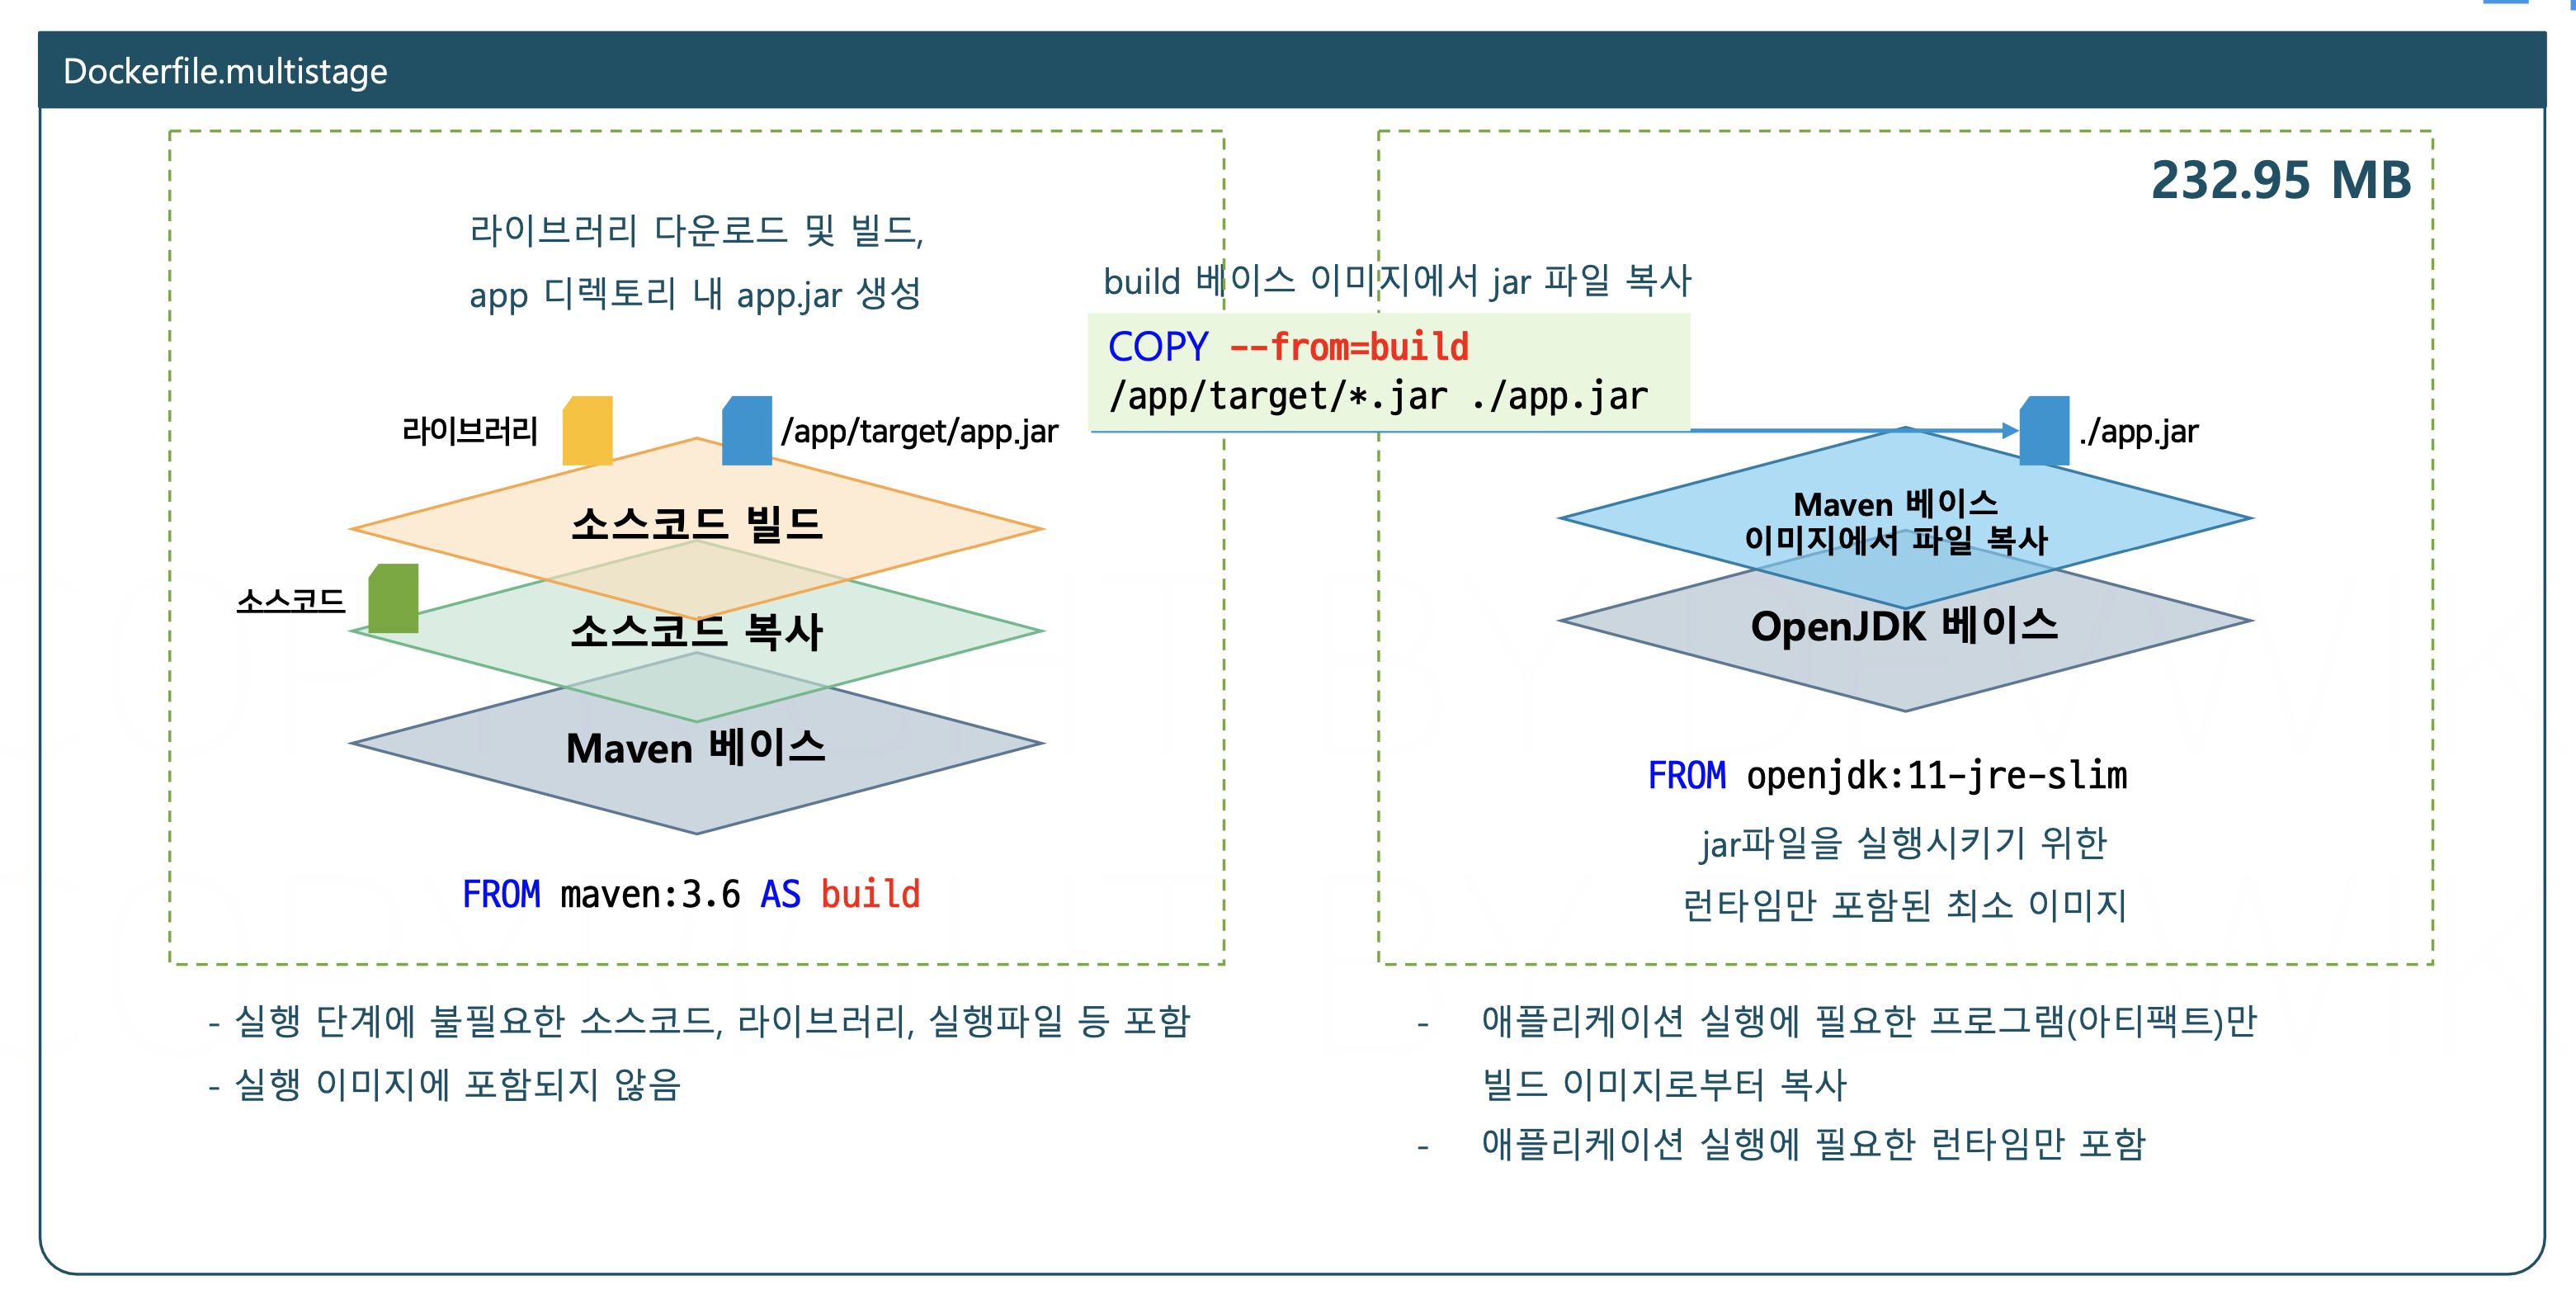 Dockerfile.multistage
라이브러리 다운로드 및 빌드,
app 디렉토리 내 app.jar 생성
라이브러리
/app/target/app.jar
소스코드 빌드
소스코드
소스코드 복사
Maven 베이스
FROM maven:3.6 AS build
- 실행 단계에 불필요한 소스코드, 라이브러리, 실행파일 등 포함
- 실행 이미지에 포함되지 않음
build 베이스 이미지에서 jar 파일 복사
COPY --from=build
/app/target/*.jar ./app.jar
232.95 MB
./app.jar
Maven 베이스
이미지에서 파일 복사
OpenJDK 베이스
FROM openjdk:11-jre-slim
jar파일을 실행시키기 위한
런타임만 포함된 최소 이미지
- 애플리케이션 실행에 필요한 프로그램(아티팩트)만
빌드 이미지로부터 복사
- 애플리케이션 실행에 필요한 런타임만 포함